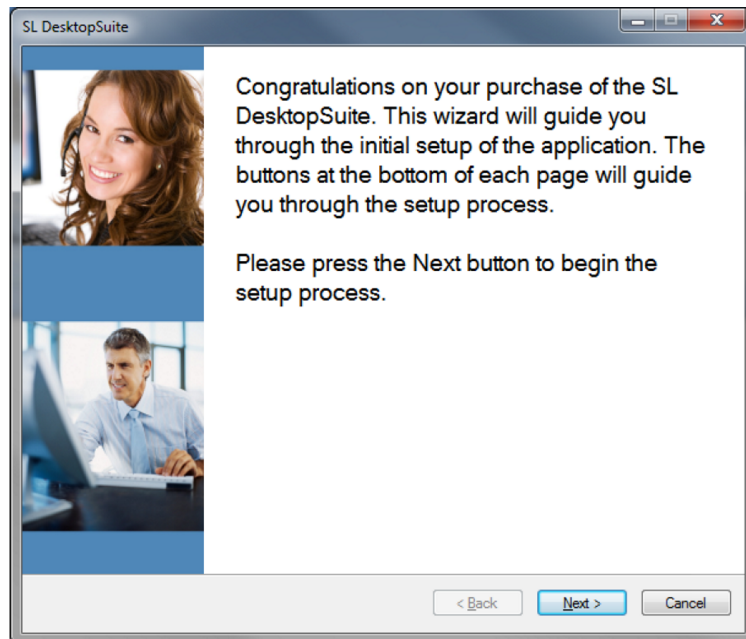 SL DesktopSuite
Congratulations on your purchase of the SL
DesktopSuite. This wizard will guide you
through the initial setup of the application. The
buttons at the bottom of each page will guide
you through the setup process.
Please press the Next button to begin the
setup process.
< Back Next > Cancel